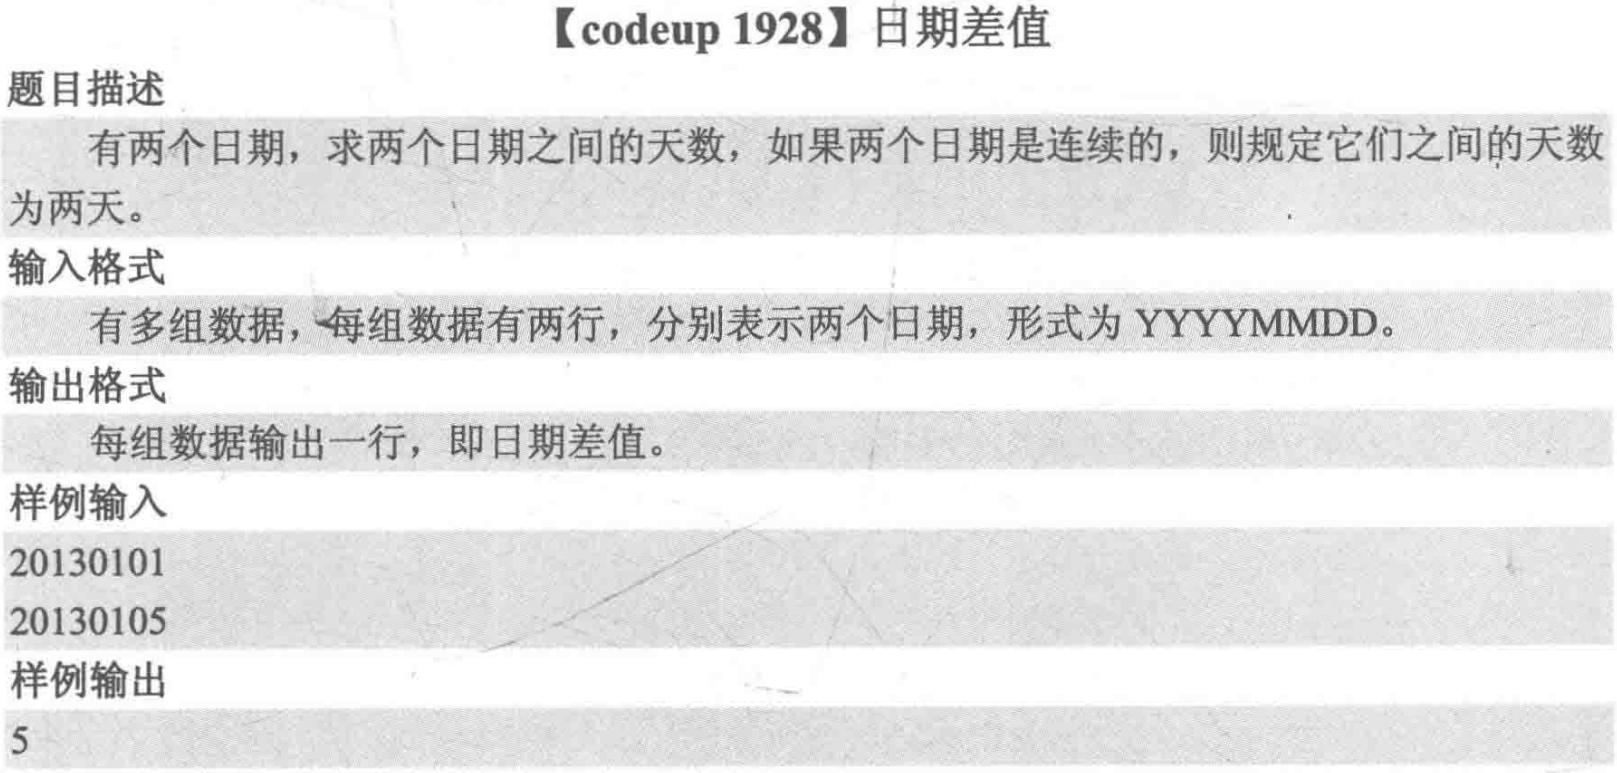 【codeup 1928】日期差值
题目描述
有两个日期，求两个日期之间的天数，如果两个日期是连续的，则规定它们之间的天数
为两天。
输入格式
有多组数据，每组数据有两行，分别表示两个日期，形式为 YYYYMMDD。
输出格式
每组数据输出一行，即日期差值。
样例输入
20130101
20130105
样例输出
5